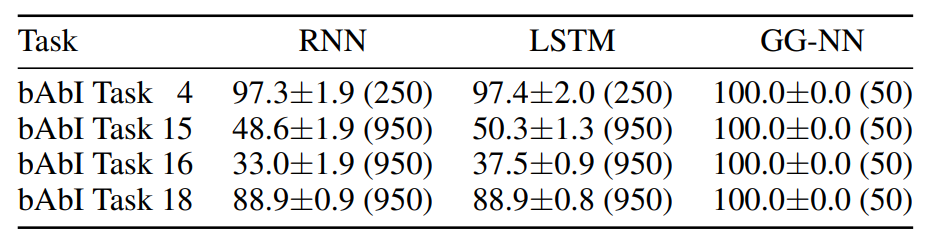 Task RNN LSTM GG-NN
bAbI Task 4 97.3±1.9 (250) 97.4±2.0 (250) 100.0±0.0 (50)
bAbI Task 15 48.6±1.9 (950) 50.3±1.3 (950) 100.0±0.0 (50)
bAbI Task 16 33.0±1.9 (950) 37.5±0.9 (950) 100.0±0.0 (50)
bAbI Task 18 88.9±0.9 (950) 88.9±0.8 (950) 100.0±0.0 (50)